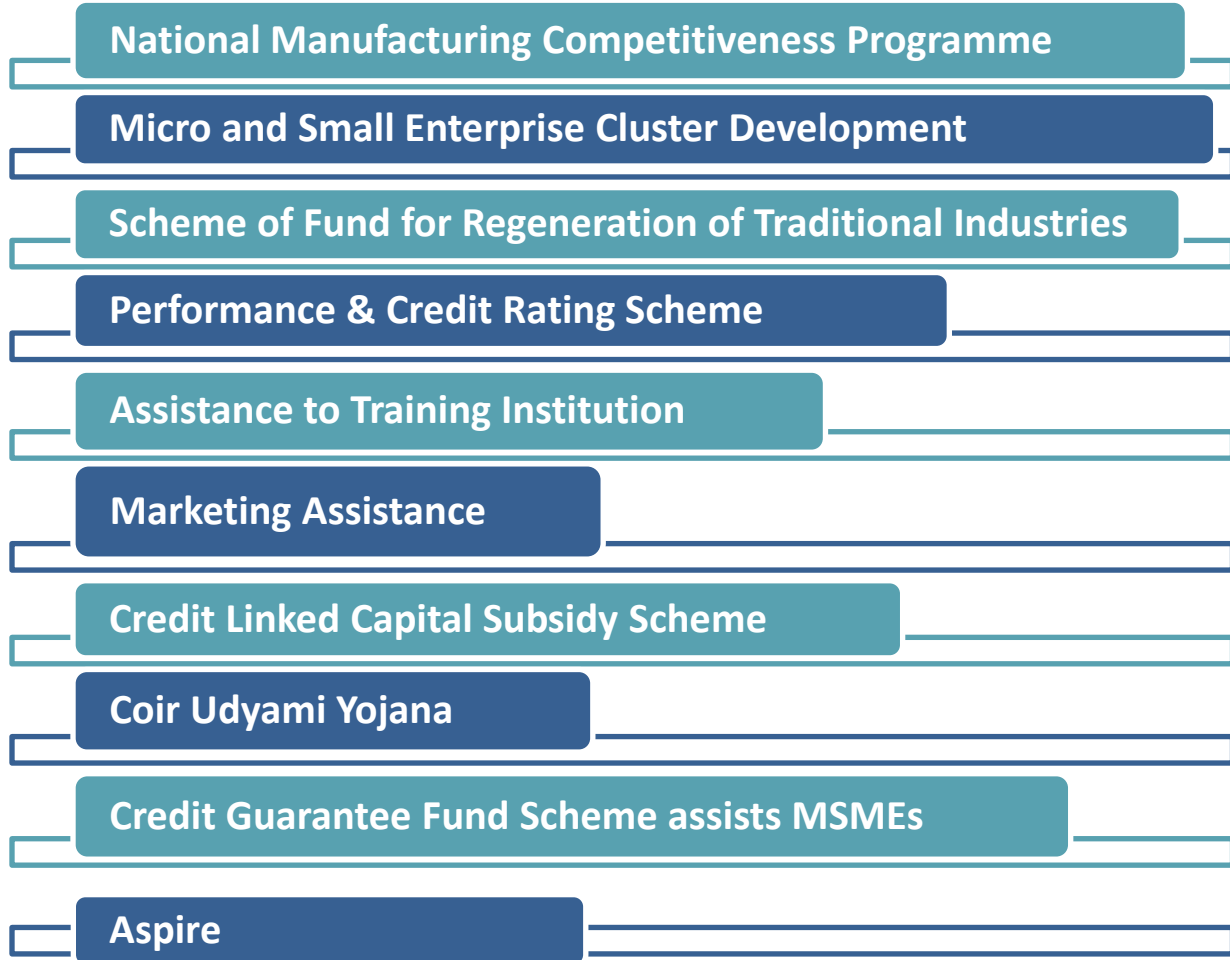 National Manufacturing Competitiveness Programme
Micro and Small Enterprise Cluster Development
Scheme of Fund for Regeneration of Traditional Industries
Performance & Credit Rating Scheme
Assistance to Training Institution
Marketing Assistance
Credit Linked Capital Subsidy Scheme
Coir Udyami Yojana
Credit Guarantee Fund Scheme assists MSMEs
Aspire